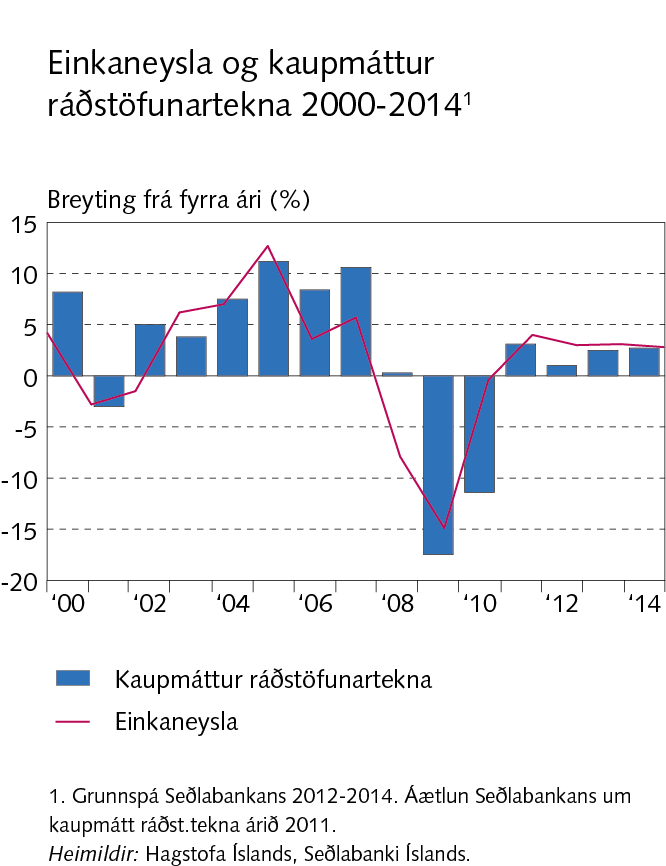 Einkaneysla og kaupmáttur
ráðstöfunartekna 2000-2014¹
Breyting frá fyrra ári (%)
15
10
5
0
-5
-10
-15
-20
‘00 ‘02 ‘04 ‘06 ‘08 ‘10 ‘12 ‘14
Kaupmáttur ráðstöfunartekna
Einkaneysla
1. Grunnspá Seðlabankans 2012-2014. Áætlun Seðlabankans um
kaupmátt ráðst.tekna árið 2011.
Heimildir: Hagstofa Íslands, Seðlabanki Íslands.